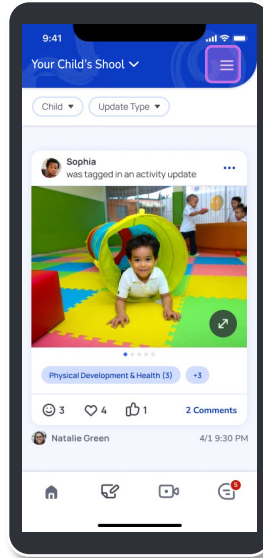 9:41
Your Child's Shool
Child
Update Type
Sophia
was tagged in an activity update
Physical Development & Health (3)
+3
3
4
1
2 Comments
Natalie Green
4/1 9:30 PM
5